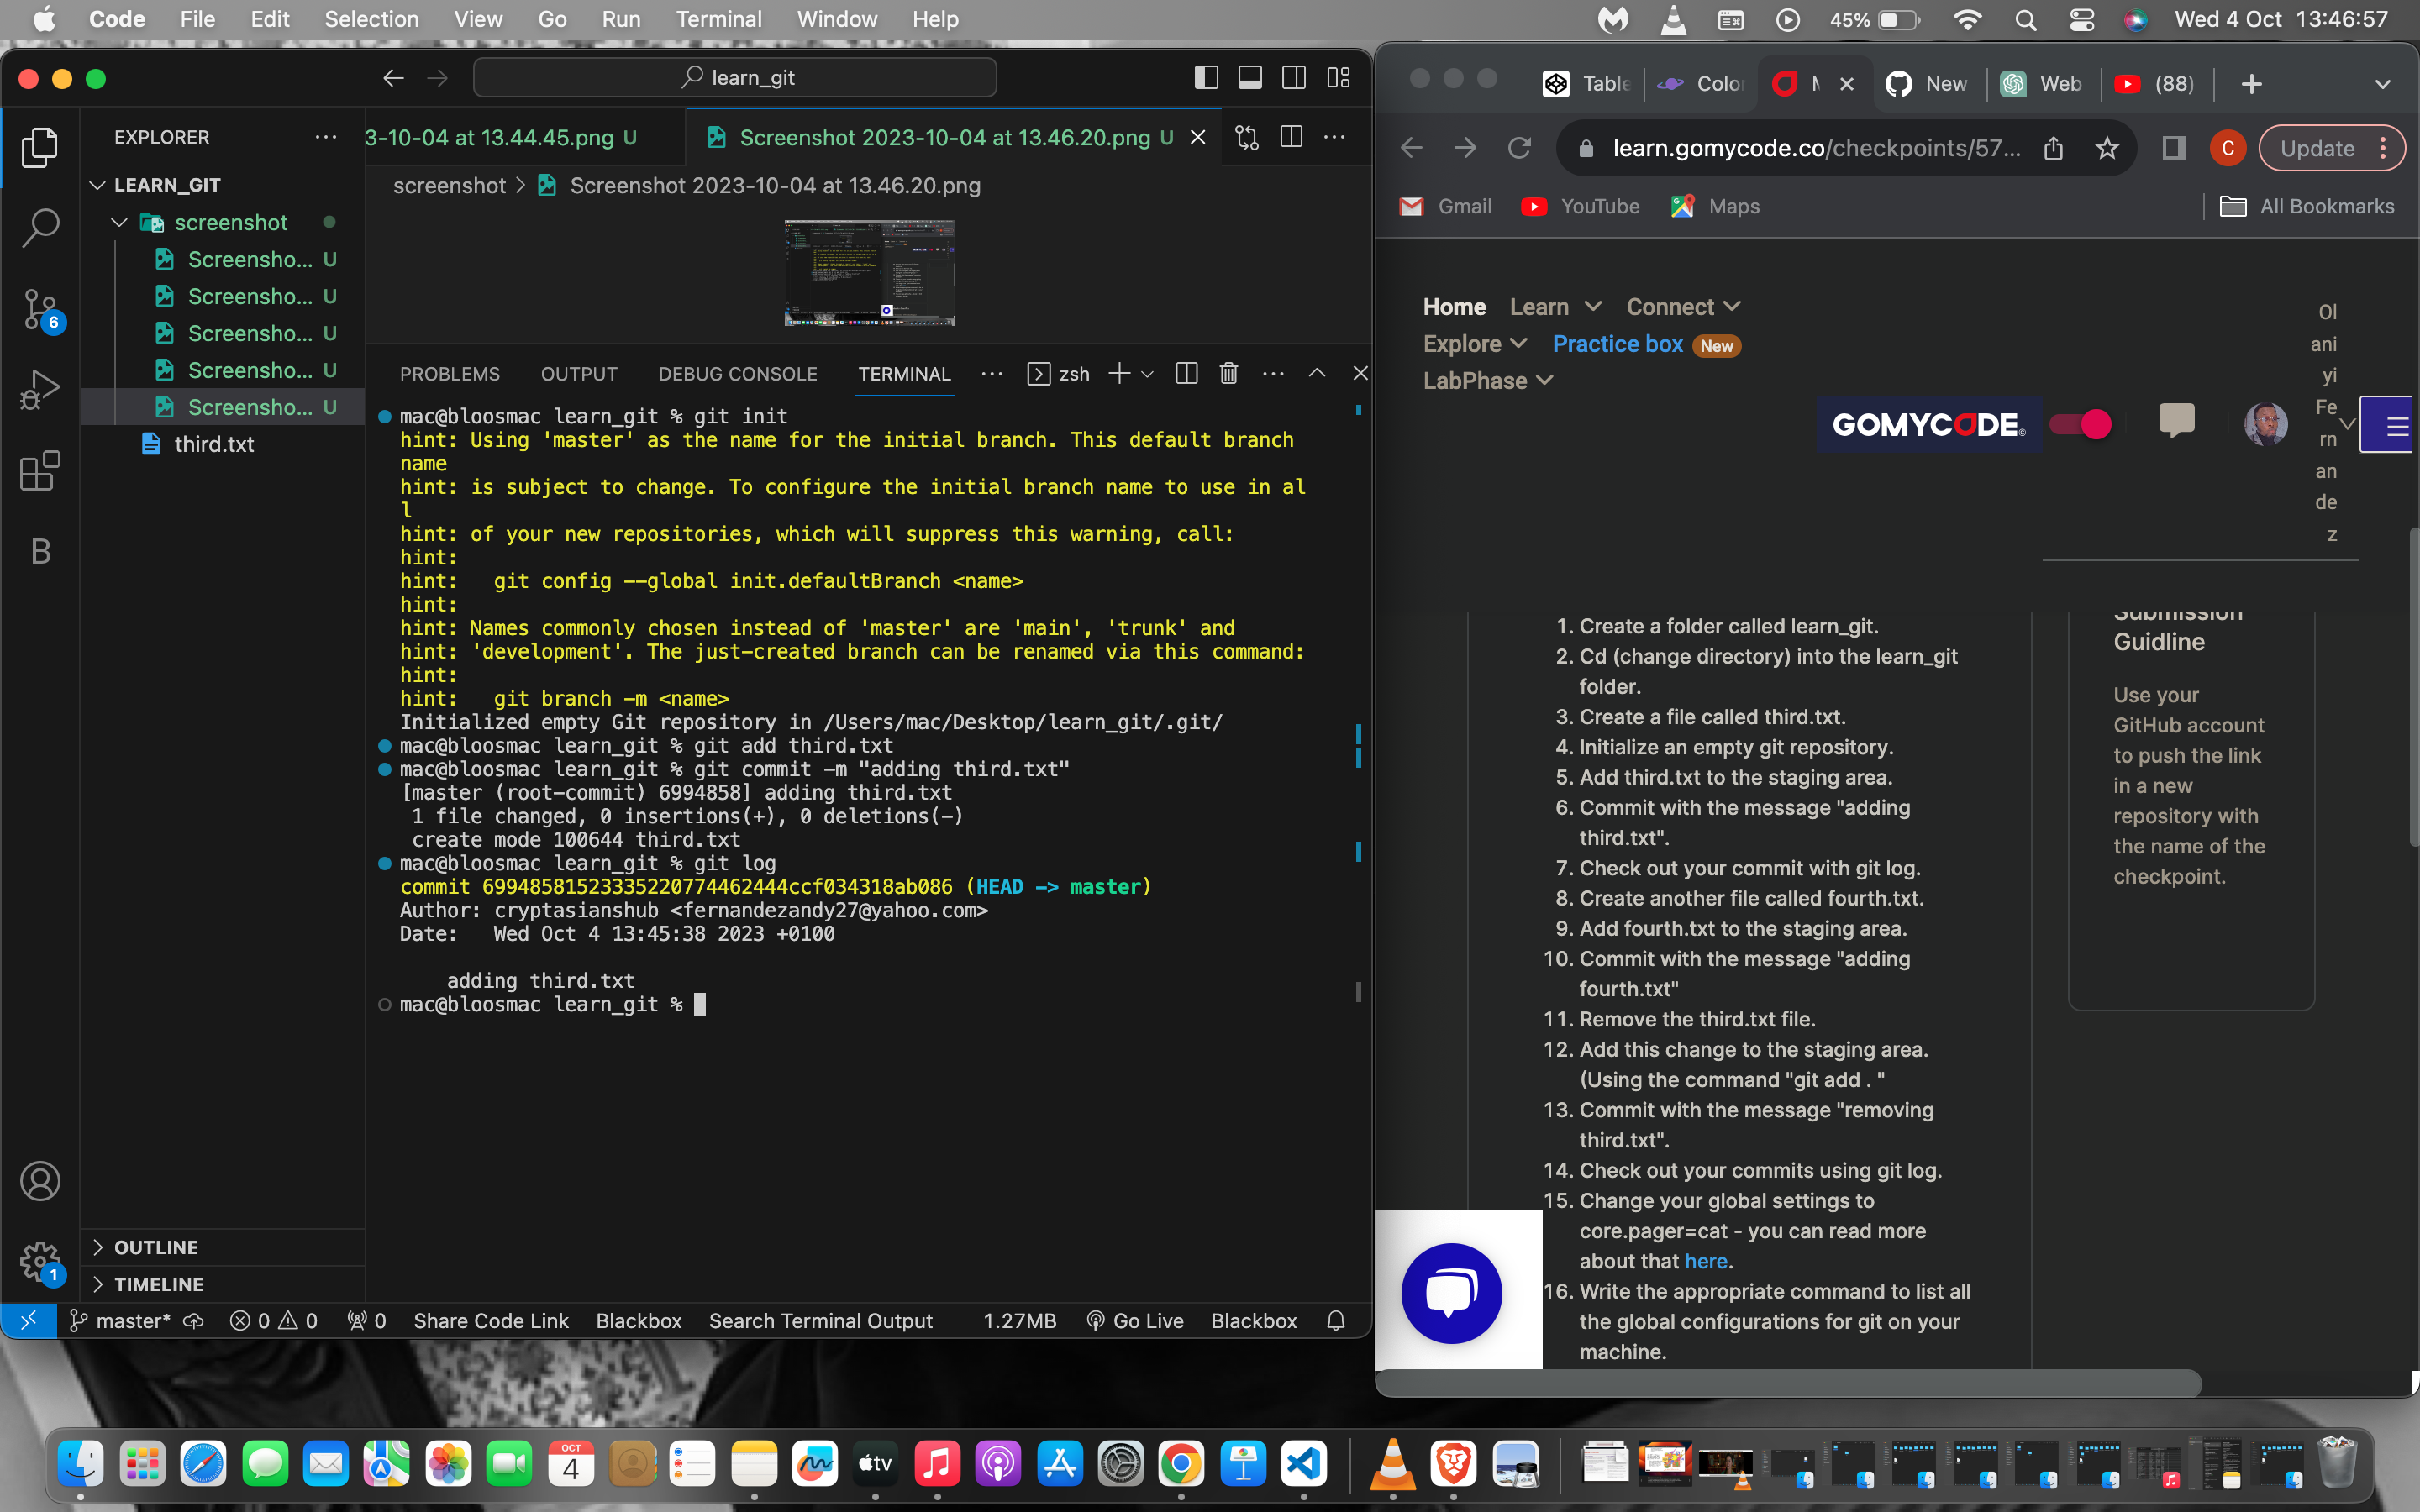 Code File Edit Selection View Go Run Terminal Window Help
45%
Wed 4 Oct 13:46:57
learn_git
EXPLORER
LEARN_GIT
screenshot
Screensho... U
Screensho... U
Screensho... U
Screensho... U
Screensho... U
third.txt
6
B
1
OUTLINE
TIMELINE
3-10-04 at 13.44.45.png U
Screenshot 2023-10-04 at 13.46.20.png U
screenshot > Screenshot 2023-10-04 at 13.46.20.png
PROBLEMS OUTPUT DEBUG CONSOLE TERMINAL ... zsh
mac@bloosmac learn_git % git init
hint: Using 'master' as the name for the initial branch. This default branch
name
hint: is subject to change. To configure the initial branch name to use in al
l
hint: of your new repositories, which will suppress this warning, call:
hint:
hint:   git config --global init.defaultBranch <name>
hint:
hint: Names commonly chosen instead of 'master' are 'main', 'trunk' and
hint: 'development'. The just-created branch can be renamed via this command:
hint:
hint:   git branch -m <name>
Initialized empty Git repository in /Users/mac/Desktop/learn_git/.git/
mac@bloosmac learn_git % git add third.txt
mac@bloosmac learn_git % git commit -m "adding third.txt"
[master (root-commit) 6994858] adding third.txt
1 file changed, 0 insertions(+), 0 deletions(-)
create mode 100644 third.txt
mac@bloosmac learn_git % git log
commit 699485815233352207744624​44ccf034318ab086 (HEAD -> master)
Author: cryptasianshub <fernandezandy27@yahoo.com>
Date:   Wed Oct 4 13:45:38 2023 +0100
adding third.txt
mac@bloosmac learn_git %
master* 0 0 0 Share Code Link Blackbox Search Terminal Output 1.27MB Go Live Blackbox
Table Color New Web (88)
learn.gomycode.co/checkpoints/57...
C Update
Gmail YouTube Maps All Bookmarks
Home Learn Connect
Explore Practice box New
LabPhase
GOMYCODE
Ol
ani
yi
Fe
rn
an
de
z
1. Create a folder called learn_git.
2. Cd (change directory) into the learn_git
folder.
3. Create a file called third.txt.
4. Initialize an empty git repository.
5. Add third.txt to the staging area.
6. Commit with the message "adding
third.txt".
7. Check out your commit with git log.
8. Create another file called fourth.txt.
9. Add fourth.txt to the staging area.
10. Commit with the message "adding
fourth.txt"
11. Remove the third.txt file.
12. Add this change to the staging area.
(Using the command "git add . "
13. Commit with the message "removing
third.txt".
14. Check out your commits using git log.
15. Change your global settings to
core.pager=cat - you can read more
about that here.
16. Write the appropriate command to list all
the global configurations for git on your
machine.
Submission
Guidline
Use your
GitHub account
to push the link
in a new
repository with
the name of the
checkpoint.
OCT
4
tv